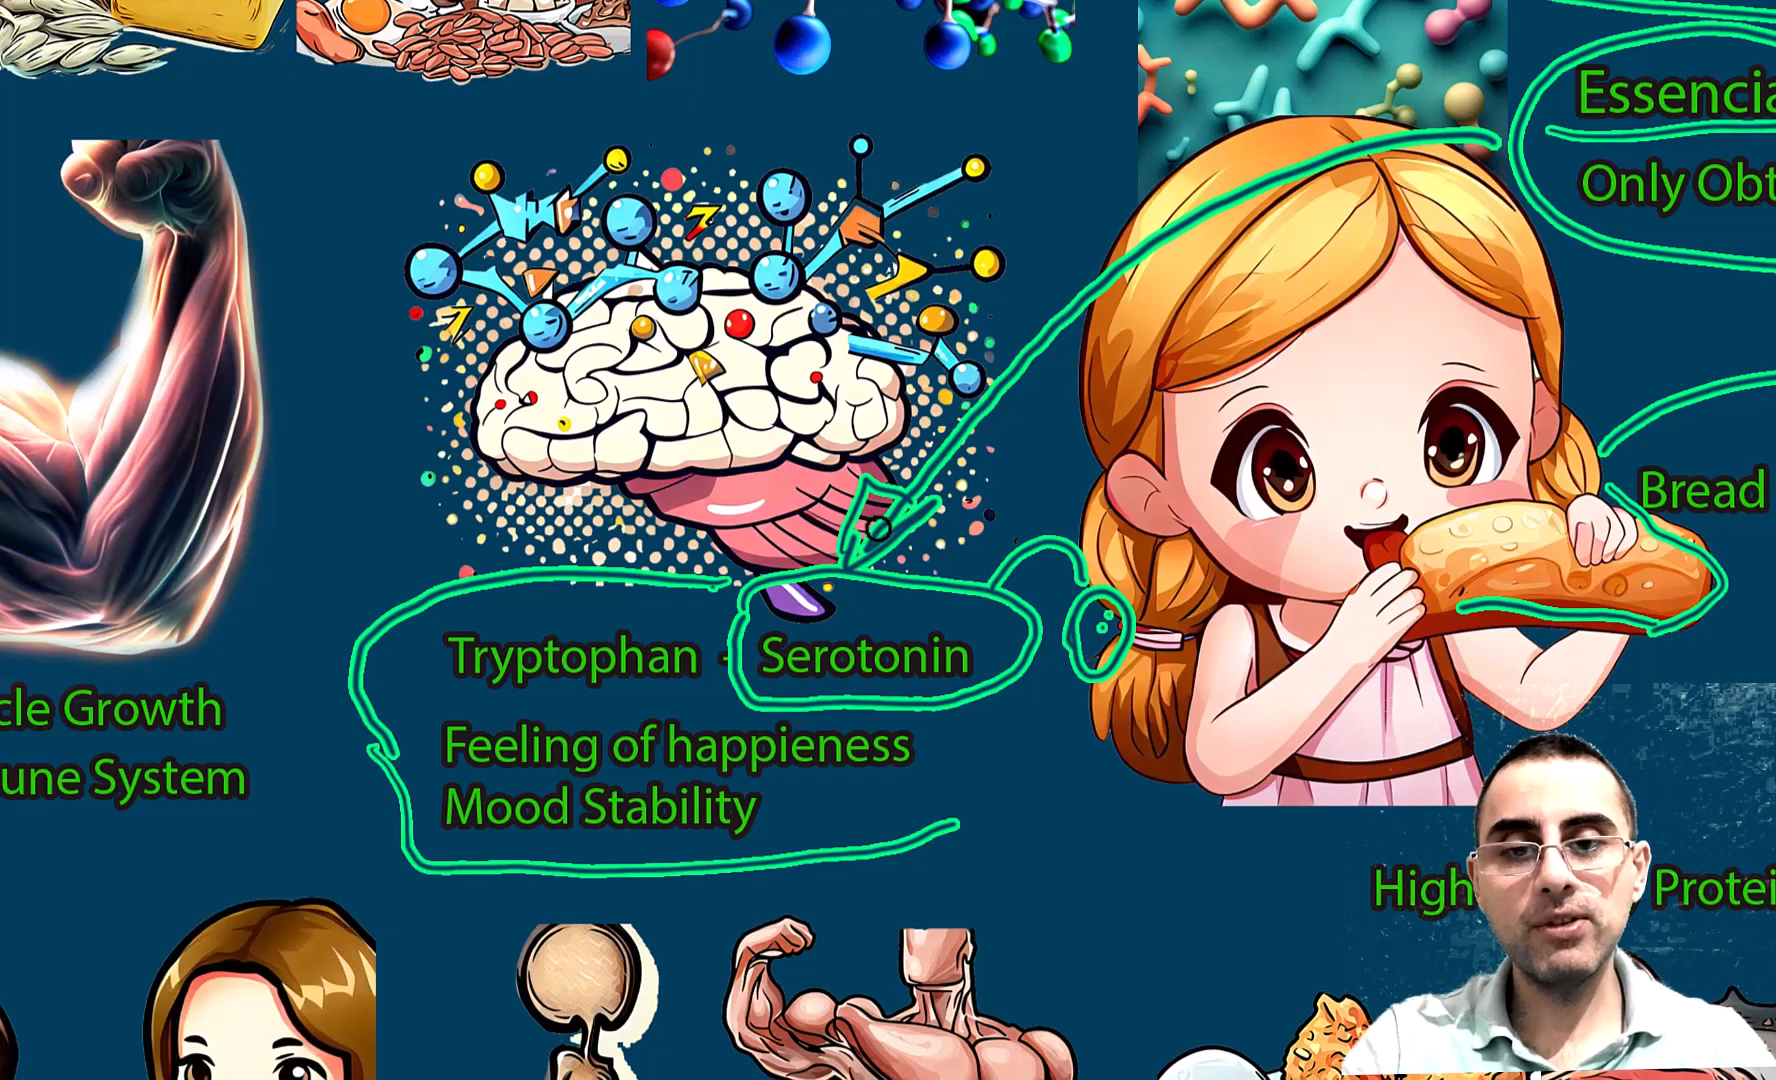 Essencia
Only Obt
Bread
Tryptophan - Serotonin
cle Growth
Feeling of happieness
une System
Mood Stability
High Protei